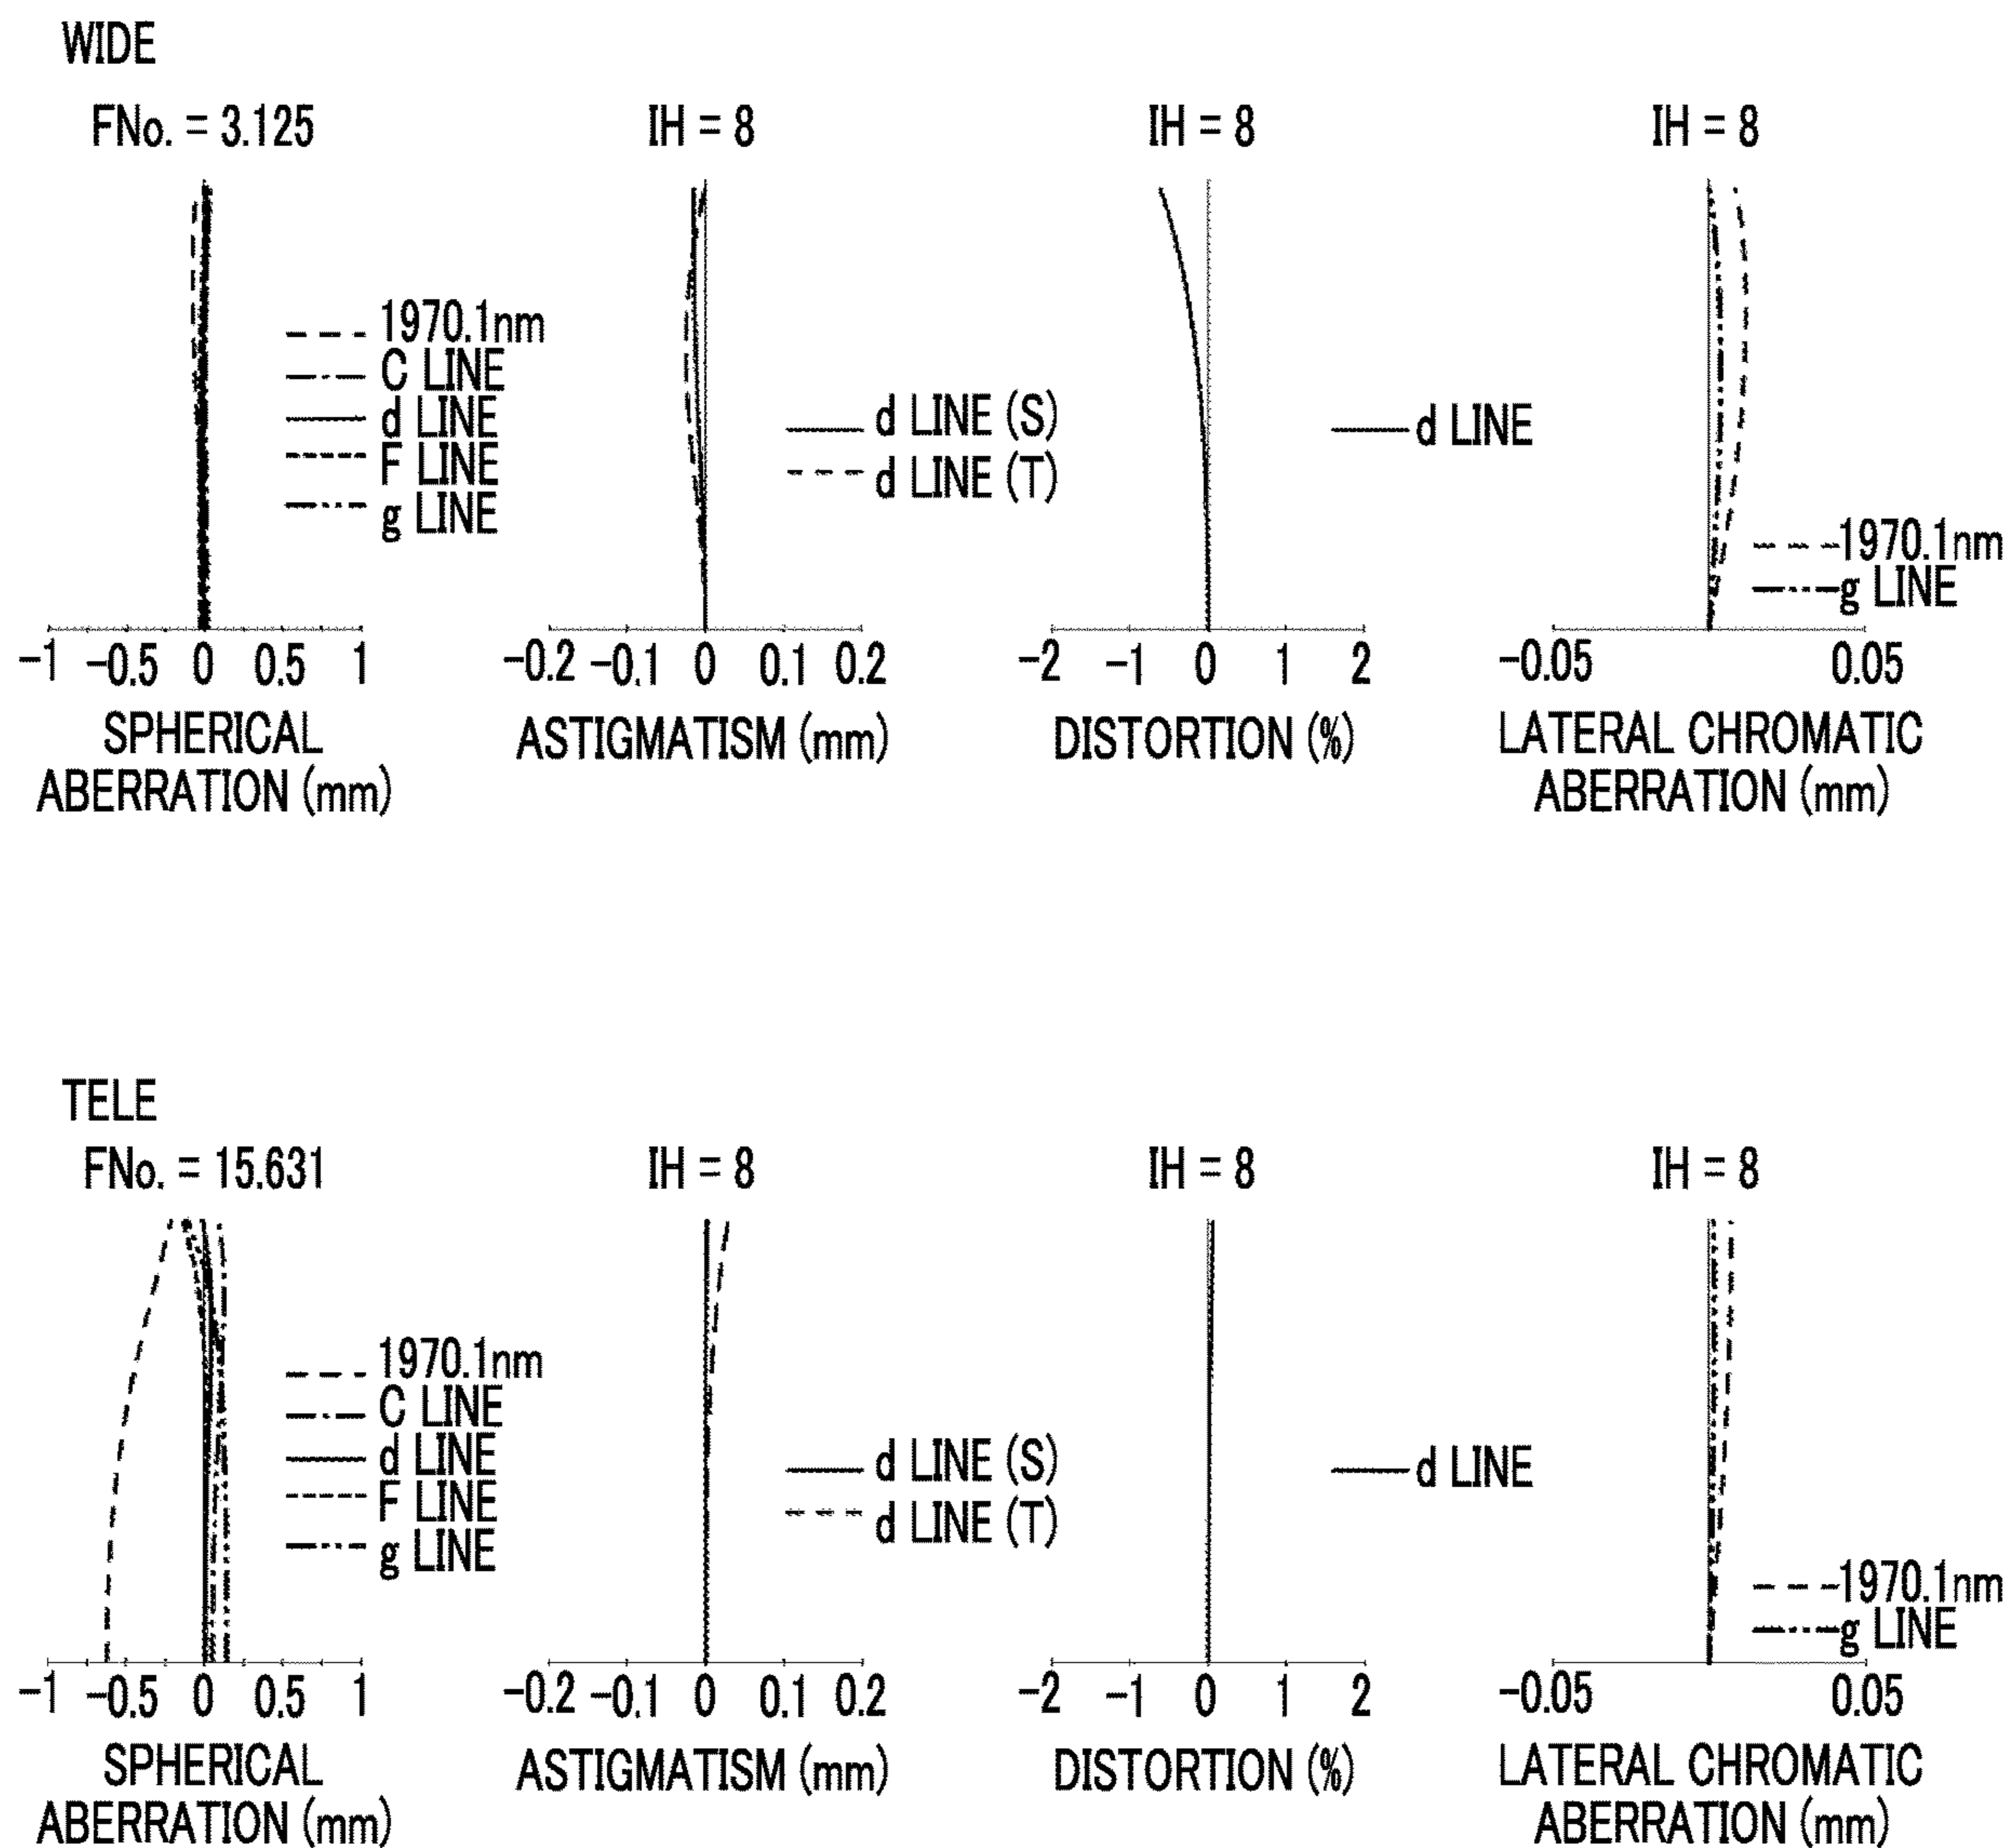 WIDE
FNo. = 3.125
1970.1nm
C LINE
d LINE
F LINE
g LINE
-1 -0.5 0 0.5 1
SPHERICAL
ABERRATION (mm)
IH = 8
d LINE (S)
d LINE (T)
-0.2 -0.1 0 0.1 0.2
ASTIGMATISM (mm)
IH = 8
d LINE
-2 -1 0 1 2
DISTORTION (%)
IH = 8
1970.1nm
g LINE
-0.05 0.05
LATERAL CHROMATIC
ABERRATION (mm)
TELE
FNo. = 15.631
1970.1nm
C LINE
d LINE
F LINE
g LINE
-1 -0.5 0 0.5 1
SPHERICAL
ABERRATION (mm)
IH = 8
d LINE (S)
d LINE (T)
-0.2 -0.1 0 0.1 0.2
ASTIGMATISM (mm)
IH = 8
d LINE
-2 -1 0 1 2
DISTORTION (%)
IH = 8
1970.1nm
g LINE
-0.05 0.05
LATERAL CHROMATIC
ABERRATION (mm)